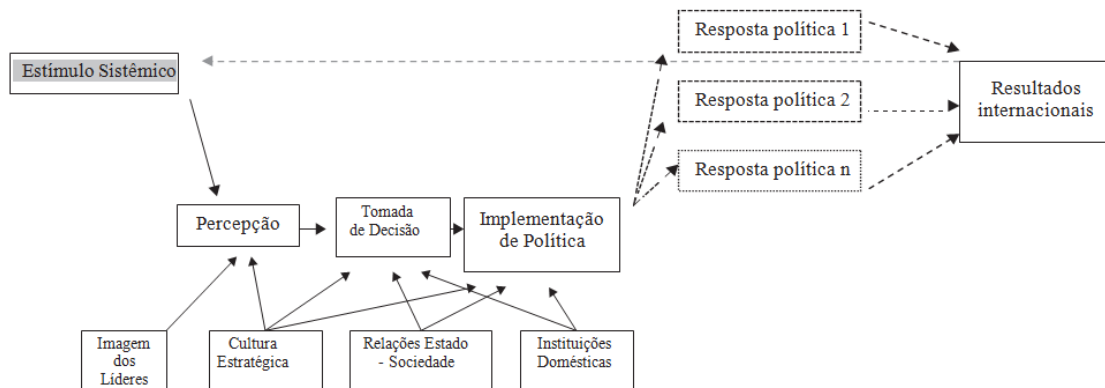 Estímulo Sistêmico
Resposta política 1
Resposta política 2
Resposta política n
Resultados
internacionais
Percepção
Tomada
de Decisão
Implementação
de Política
Imagem
dos
Líderes
Cultura
Estratégica
Relações Estado
- Sociedade
Instituições
Domésticas